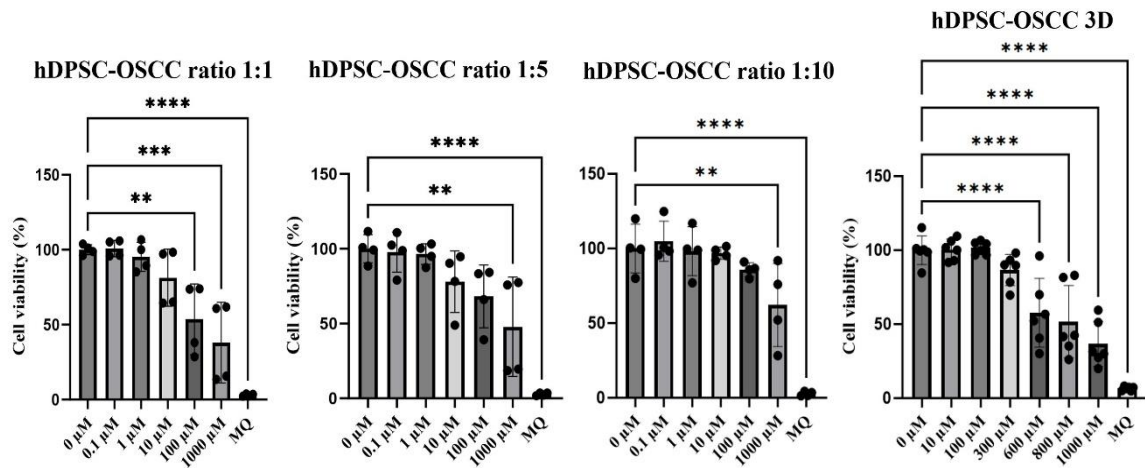 hDPSC-OSCC ratio 1:1
****
***
**
Cell viability (%)
150
100
50
0
0 µM
0.1 µM
1 µM
10 µM
100 µM
1000 µM
MQ
hDPSC-OSCC ratio 1:5
****
**
Cell viability (%)
150
100
50
0
0 µM
0.1 µM
1 µM
10 µM
100 µM
1000 µM
MQ
hDPSC-OSCC ratio 1:10
****
**
Cell viability (%)
150
100
50
0
0 µM
0.1 µM
1 µM
10 µM
100 µM
1000 µM
MQ
hDPSC-OSCC 3D
****
****
****
****
Cell viability (%)
150
100
50
0
0 µM
10 µM
100 µM
300 µM
600 µM
800 µM
1000 µM
MQ